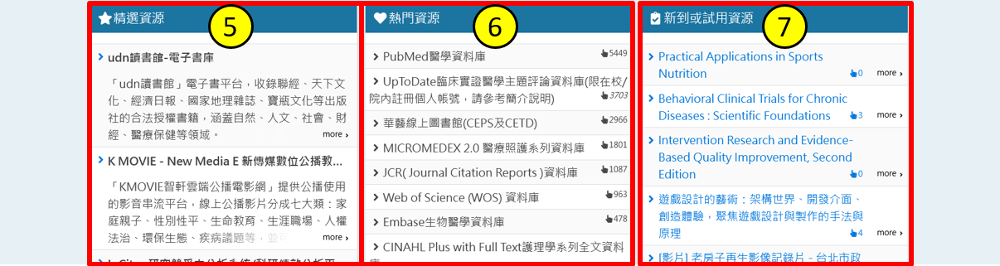 精選資源
5
udn讀書館-電子書庫
「udn讀書館」電子書平台，收錄聯經、天下文
化、經濟日報、國家地理雜誌、寶瓶文化等出版
社的合法授權書籍，涵蓋自然、人文、社會、財
經、醫療保健等領域。
more
K MOVIE - New Media E 新傳媒數位公播教...
「KMOVIE智軒雲端公播電影網」提供公播使用
的影音串流平台，線上公播影片分成七大類：家
庭親子、性別性平、生命教育、生涯職場、人權
法治、環保生態、疾病議題等，並可
more
熱門資源
6
PubMed醫學資料庫 5449
UpToDate臨床實證醫學主題評論資料庫(限在校/
院內註冊個人帳號，請參考簡介說明) 3703
華藝線上圖書館(CEPS及CETD) 2966
MICROMEDEX 2.0 醫療照護系列資料庫 1801
JCR( Journal Citation Reports )資料庫 1087
Web of Science (WOS) 資料庫 963
Embase生物醫學資料庫 478
CINAHL Plus with Full Text護理學系列全文資料
新到或試用資源
7
Practical Applications in Sports
Nutrition 0 more
Behavioral Clinical Trials for Chronic
Diseases : Scientific Foundations 3 more
Intervention Research and Evidence-
Based Quality Improvement, Second
Edition 0 more
遊戲設計的藝術：架構世界、開發介面、
創造體驗，聚焦遊戲設計與製作的手法與
原理 4 more
[影片] 老房子再生影像記錄片 - 台北市政